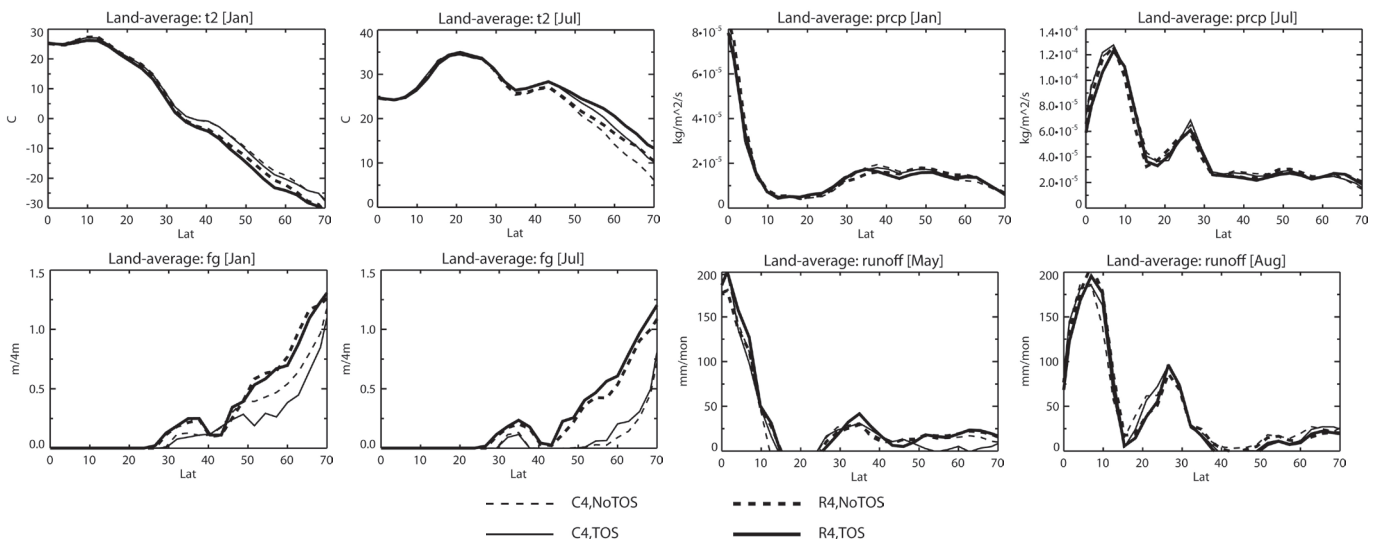 Land-average: t2 [Jan]
30
20
10
0
-10
-20
-30
C
0 10 20 30 40 50 60 70
Lat
Land-average: t2 [Jul]
40
30
20
10
0
C
0 10 20 30 40 50 60 70
Lat
Land-average: prcp [Jan]
8•10-5
6•10-5
4•10-5
2•10-5
0
kg/m^2/s
0 10 20 30 40 50 60 70
Lat
Land-average: prcp [Jul]
1.4•10-4
1.2•10-4
1.0•10-4
8.0•10-5
6.0•10-5
4.0•10-5
2.0•10-5
0
kg/m^2/s
0 10 20 30 40 50 60 70
Lat
Land-average: fg [Jan]
1.5
1.0
0.5
0.0
m/4m
0 10 20 30 40 50 60 70
Lat
Land-average: fg [Jul]
1.5
1.0
0.5
0.0
m/4m
0 10 20 30 40 50 60 70
Lat
Land-average: runoff [May]
200
150
100
50
0
mm/mon
0 10 20 30 40 50 60 70
Lat
Land-average: runoff [Aug]
200
150
100
50
0
mm/mon
0 10 20 30 40 50 60 70
Lat
C4,NoTOS
R4,NoTOS
C4,TOS
R4,TOS